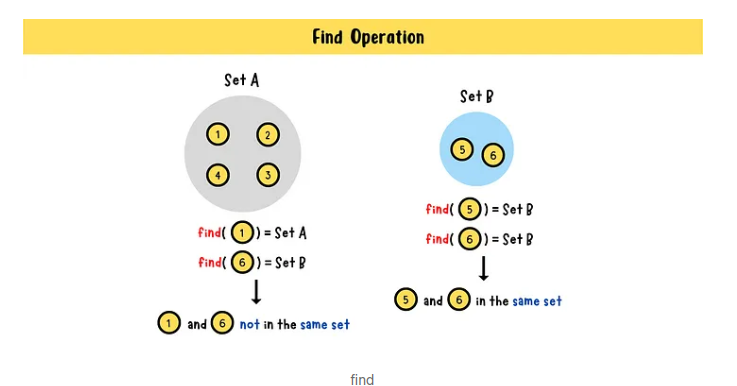 Find Operation
Set A
1 2
4 3
find( 1 ) = Set A
find( 6 ) = Set B
1 and 6 not in the same set
Set B
5 6
find( 5 ) = Set B
find( 6 ) = Set B
5 and 6 in the same set
find